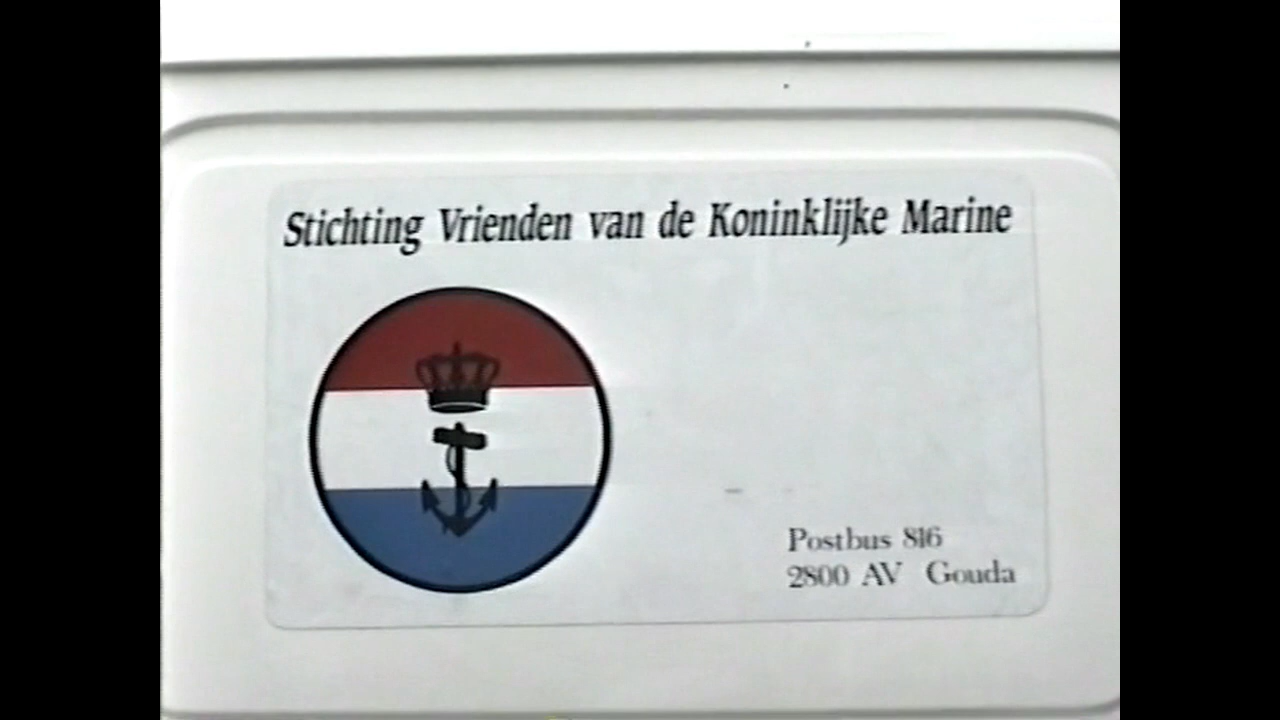 Stichting Vrienden van de Koninklijke Marine
Postbus 816
2800 AV Gouda